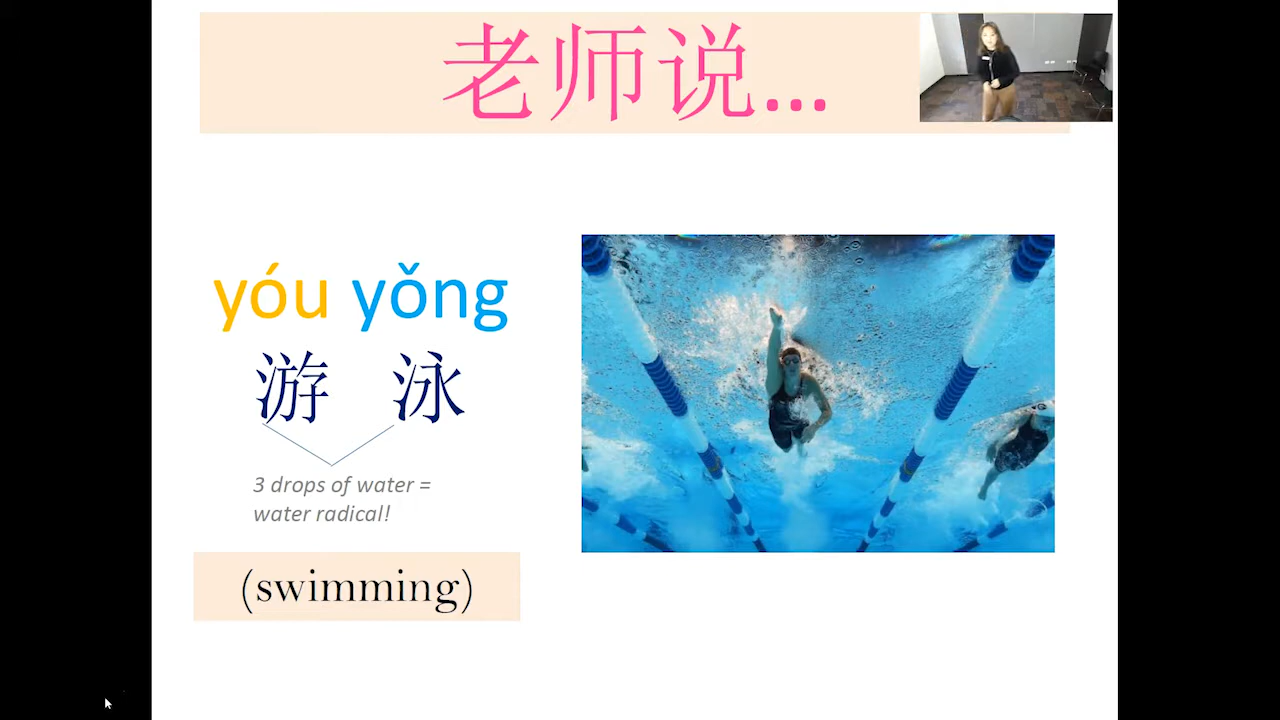 老师说...
yóu yǒng
游 泳
3 drops of water =
water radical!
(swimming)